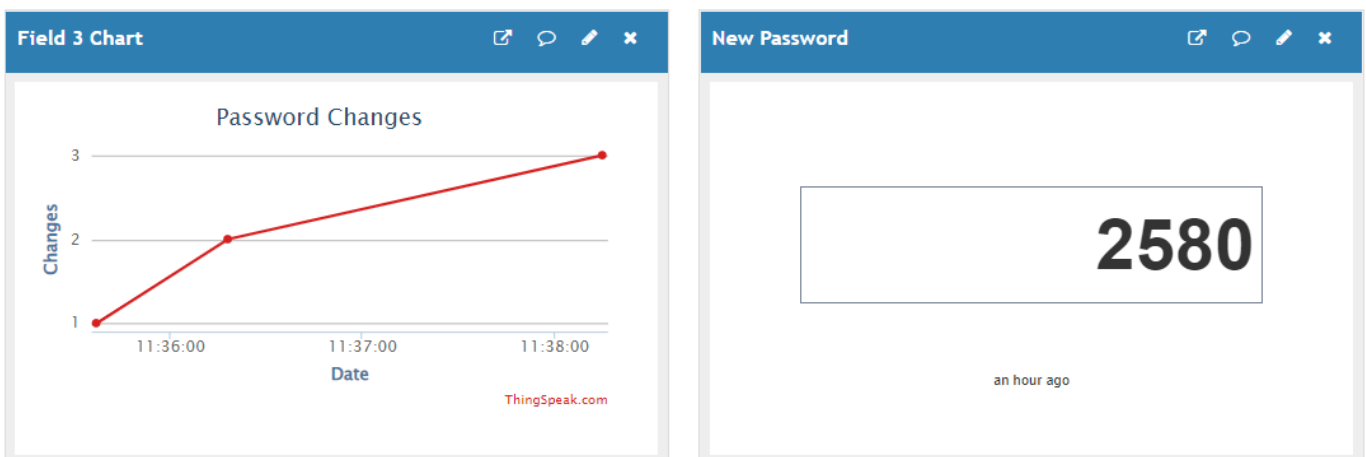 Field 3 Chart
Password Changes
3
2
1
Changes
11:36:00 11:37:00 11:38:00
Date
ThingSpeak.com
New Password
2580
an hour ago